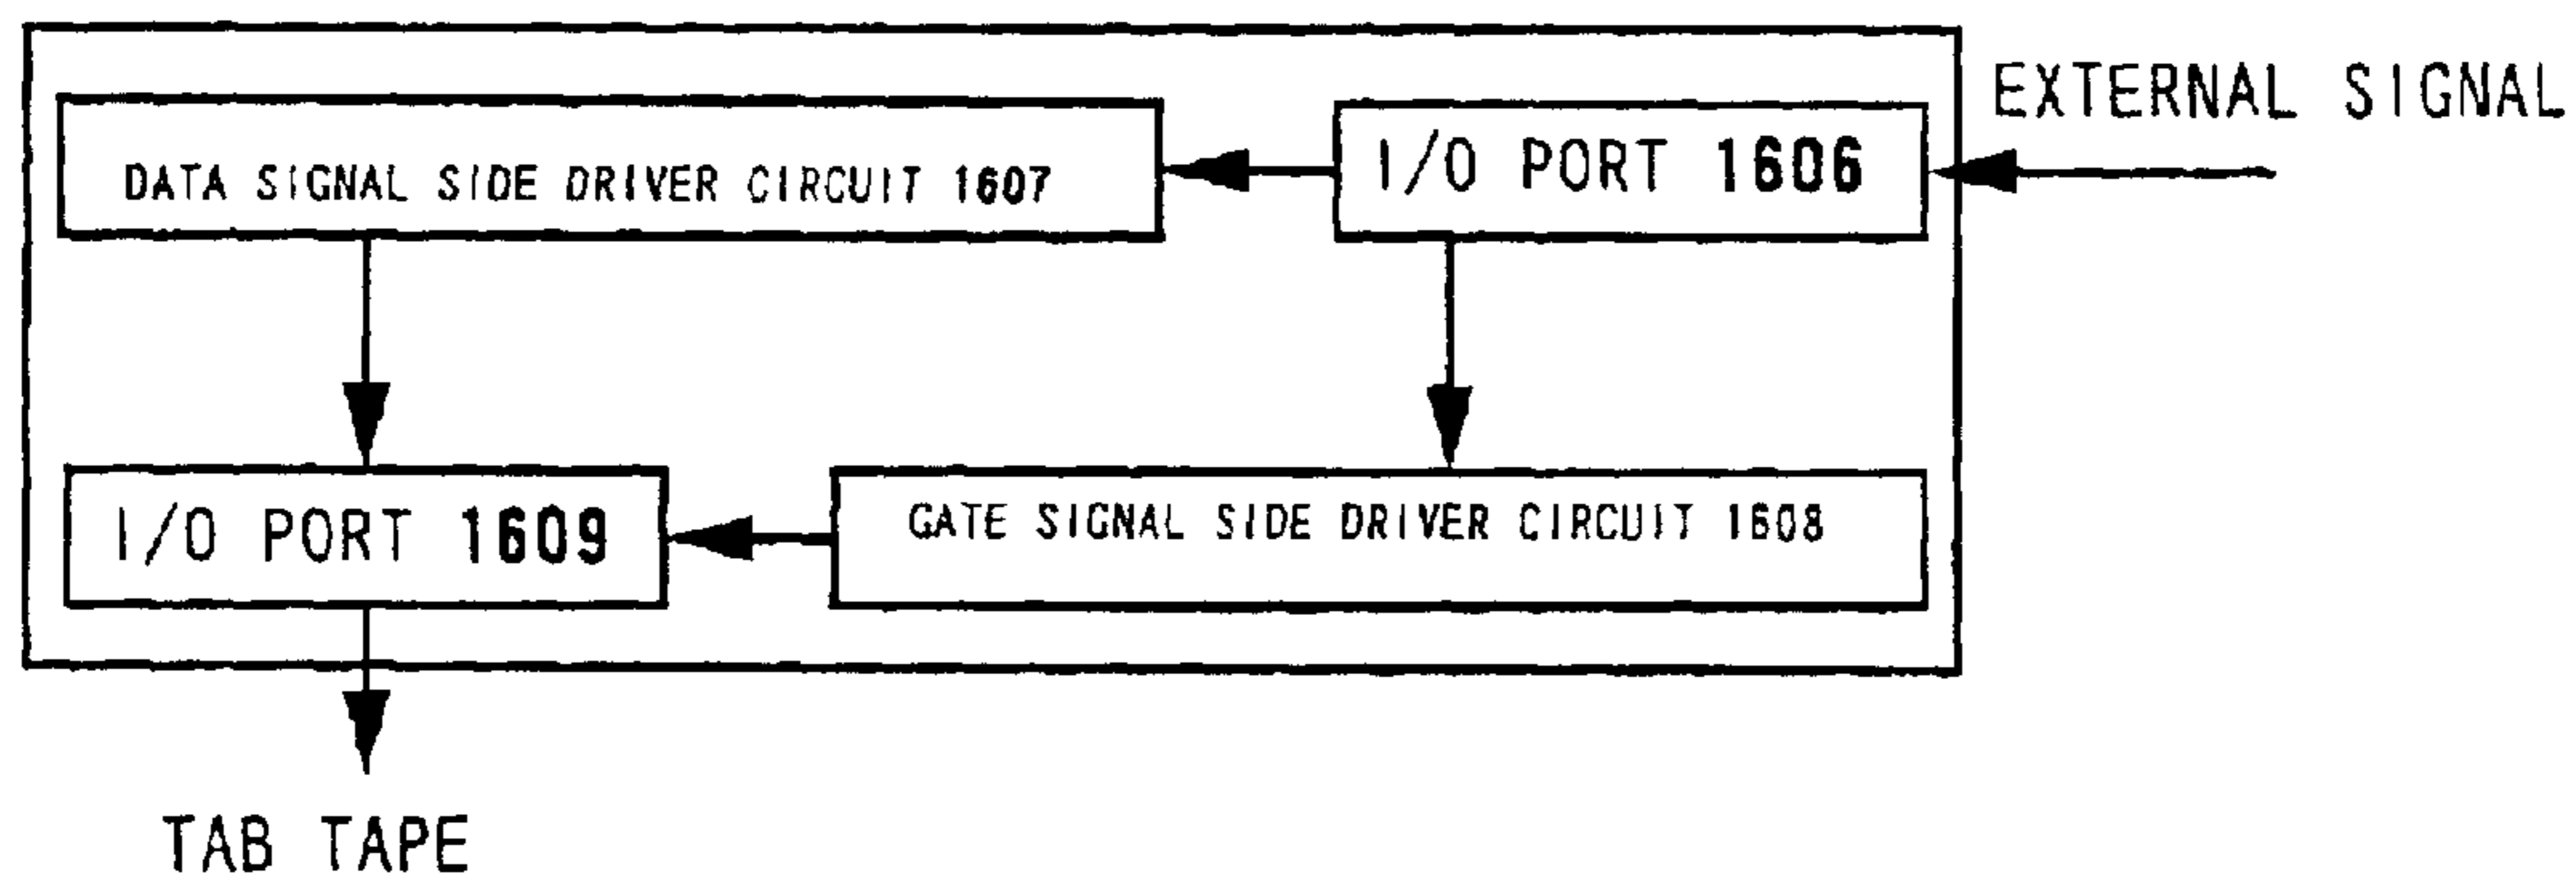 EXTERNAL SIGNAL
DATA SIGNAL SIDE DRIVER CIRCUIT 1607
I/O PORT 1606
I/O PORT 1609
GATE SIGNAL SIDE DRIVER CIRCUIT 1608
TAB TAPE